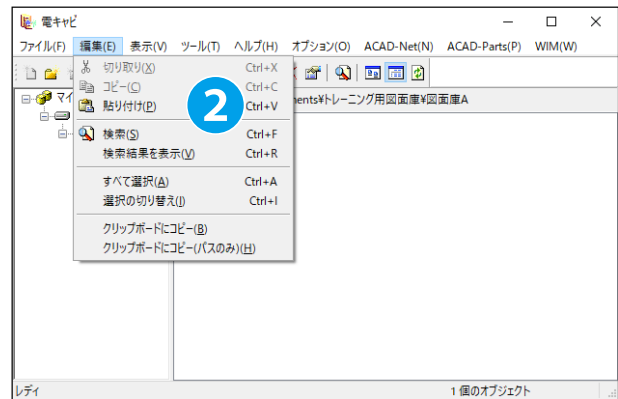 電キャビ
ファイル(F) 編集(E) 表示(V) ツール(T) ヘルプ(H) オプション(O) ACAD-Net(N) ACAD-Parts(P) WIM(W)
切り取り(X) Ctrl+X
コピー(C) Ctrl+C
貼り付け(P) Ctrl+V
2
マイ
ments¥トレーニング用図面庫¥図面庫A
検索(S) Ctrl+F
検索結果を表示(V) Ctrl+R
すべて選択(A) Ctrl+A
選択の切り替え(I) Ctrl+I
クリップボードにコピー(B)
クリップボードにコピー(パスのみ)(H)
レディ 1 個のオブジェクト